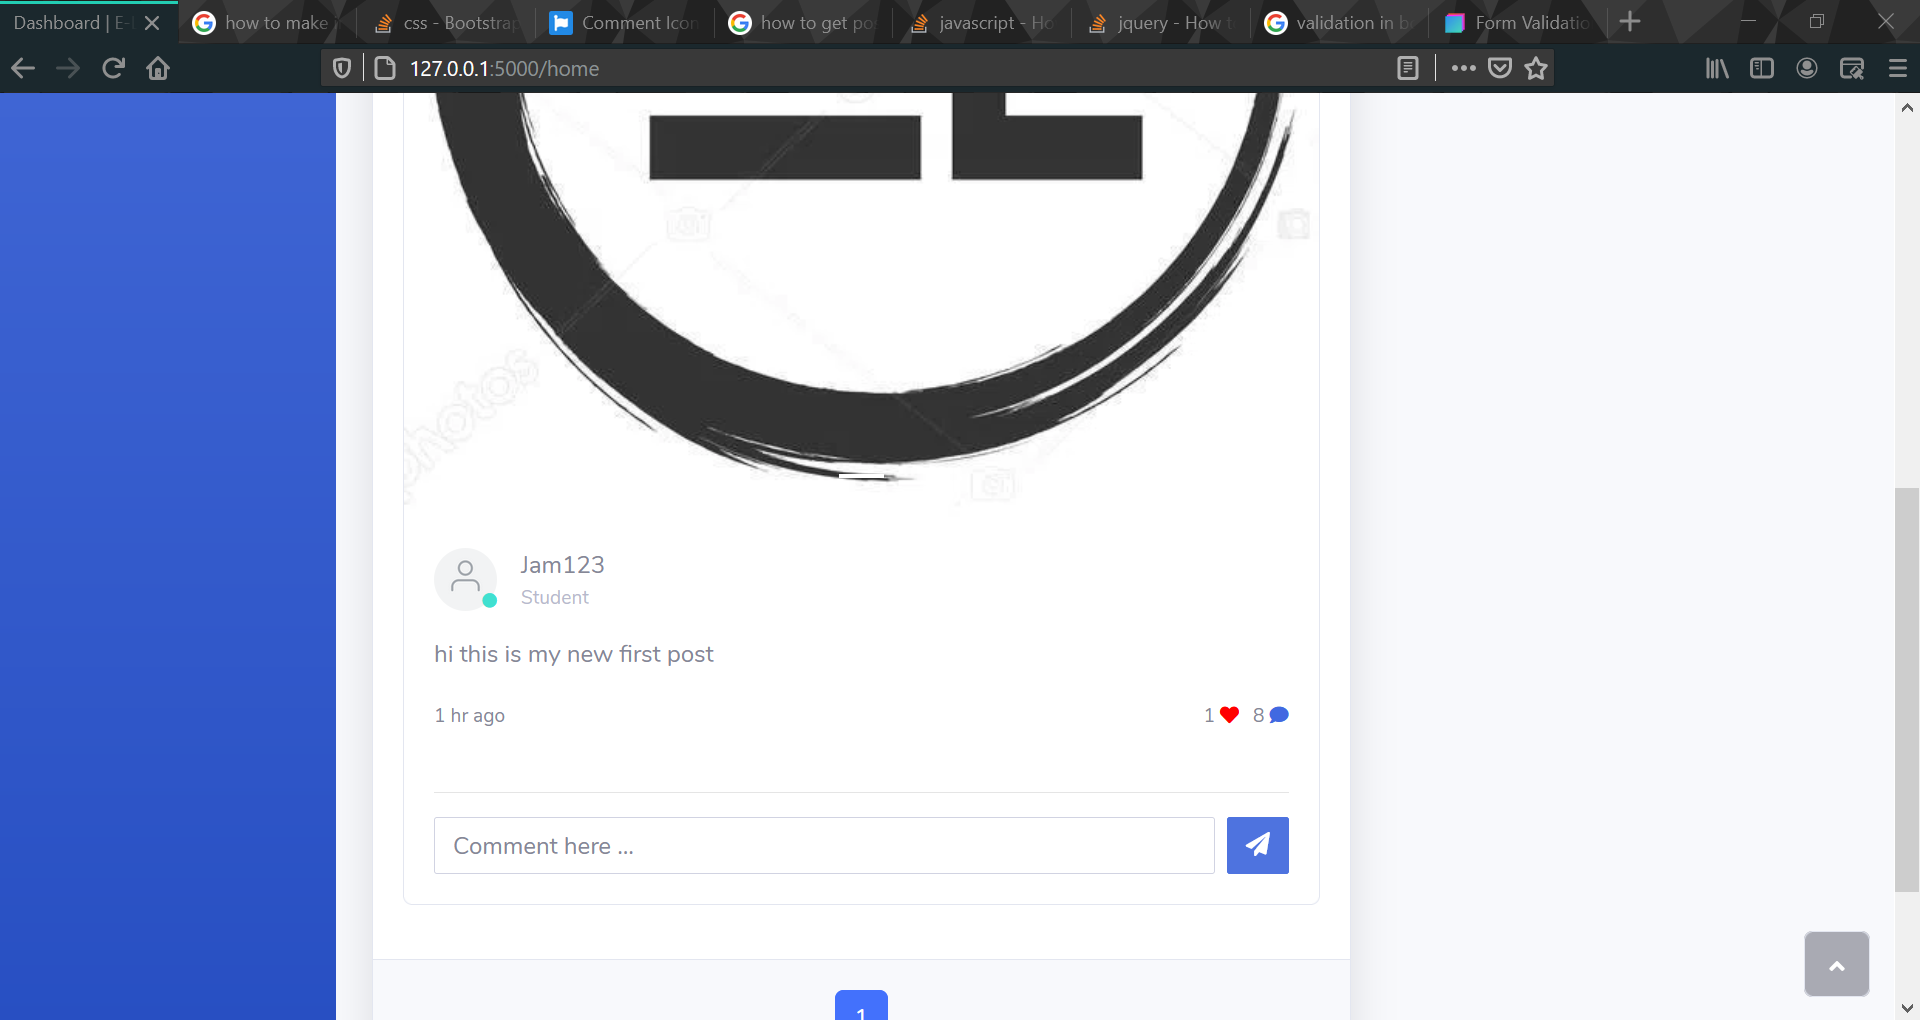 Dashboard | E-L
how to make
css - Bootstrap
Comment Icon
how to get po
javascript - Ho
jquery - How t
validation in b
Form Validatio
127.0.0.1:5000/home
photos
Jam123
Student
hi this is my new first post
1 hr ago
1
8
Comment here ...
1